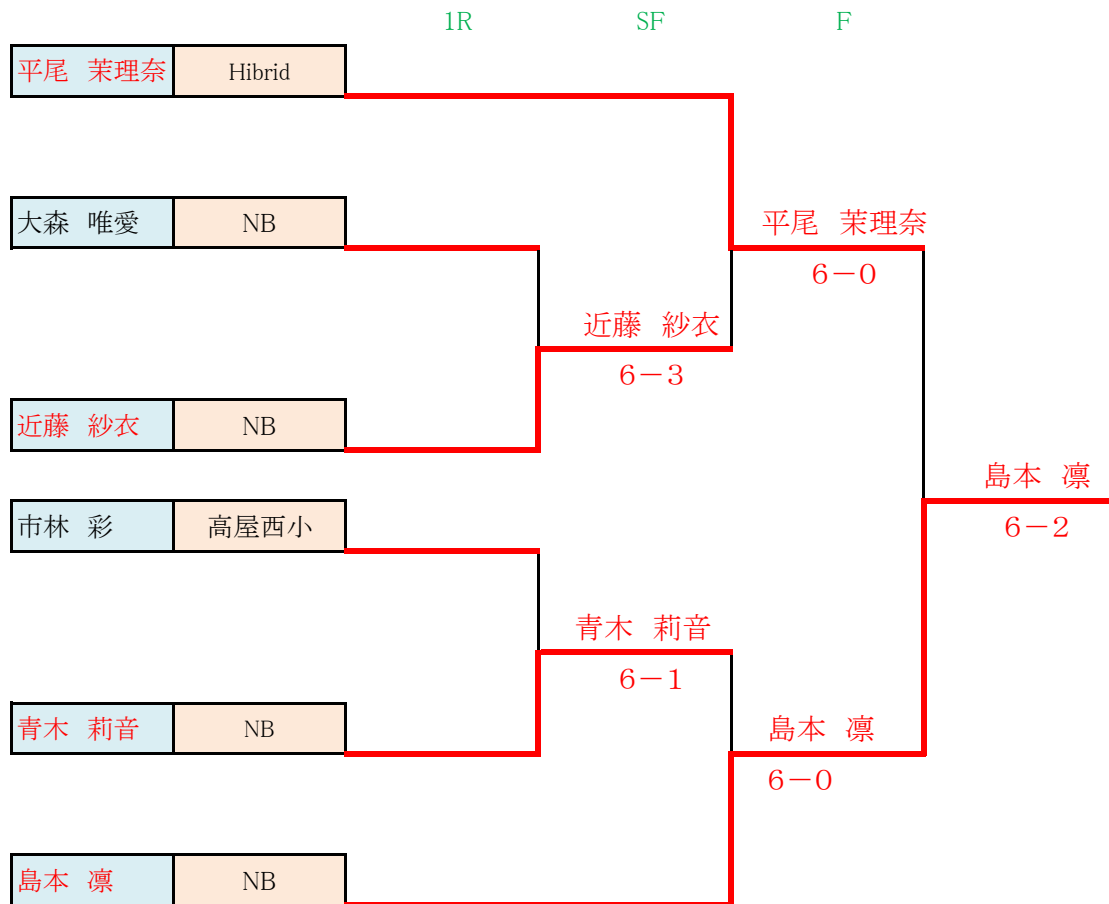 1R SF F
平尾 茉理奈 Hibrid
大森 唯愛 NB
平尾 茉理奈
6-0
近藤 紗衣
6-3
近藤 紗衣 NB
島本 凛
6-2
市林 彩 高屋西小
青木 莉音
6-1
青木 莉音 NB
島本 凛
6-0
島本 凛 NB